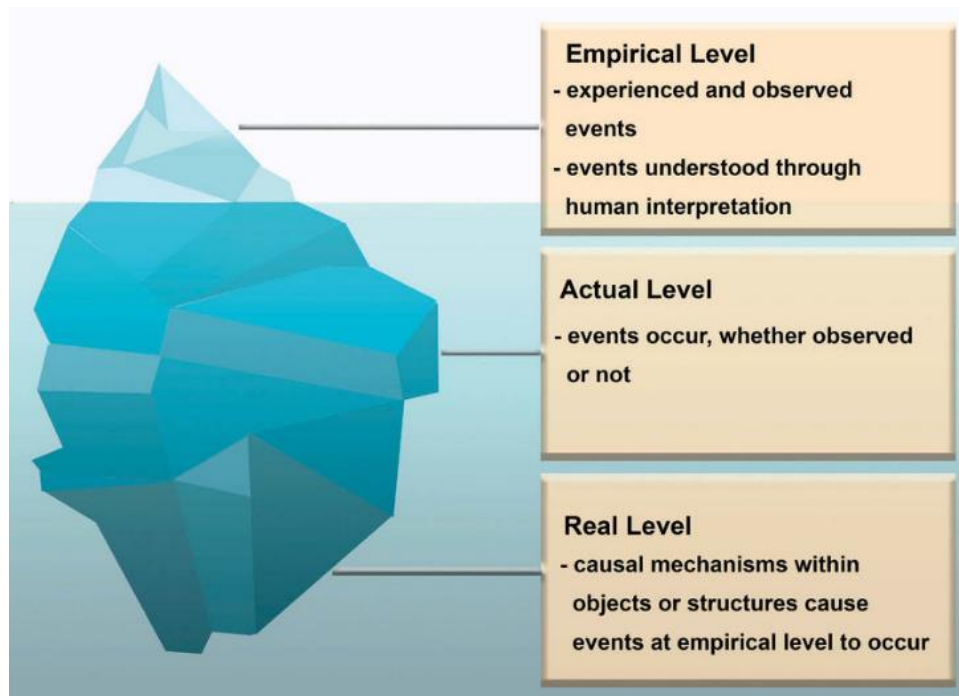 Empirical Level
- experienced and observed
events
- events understood through
human interpretation
Actual Level
- events occur, whether observed
or not
Real Level
- causal mechanisms within
objects or structures cause
events at empirical level to occur